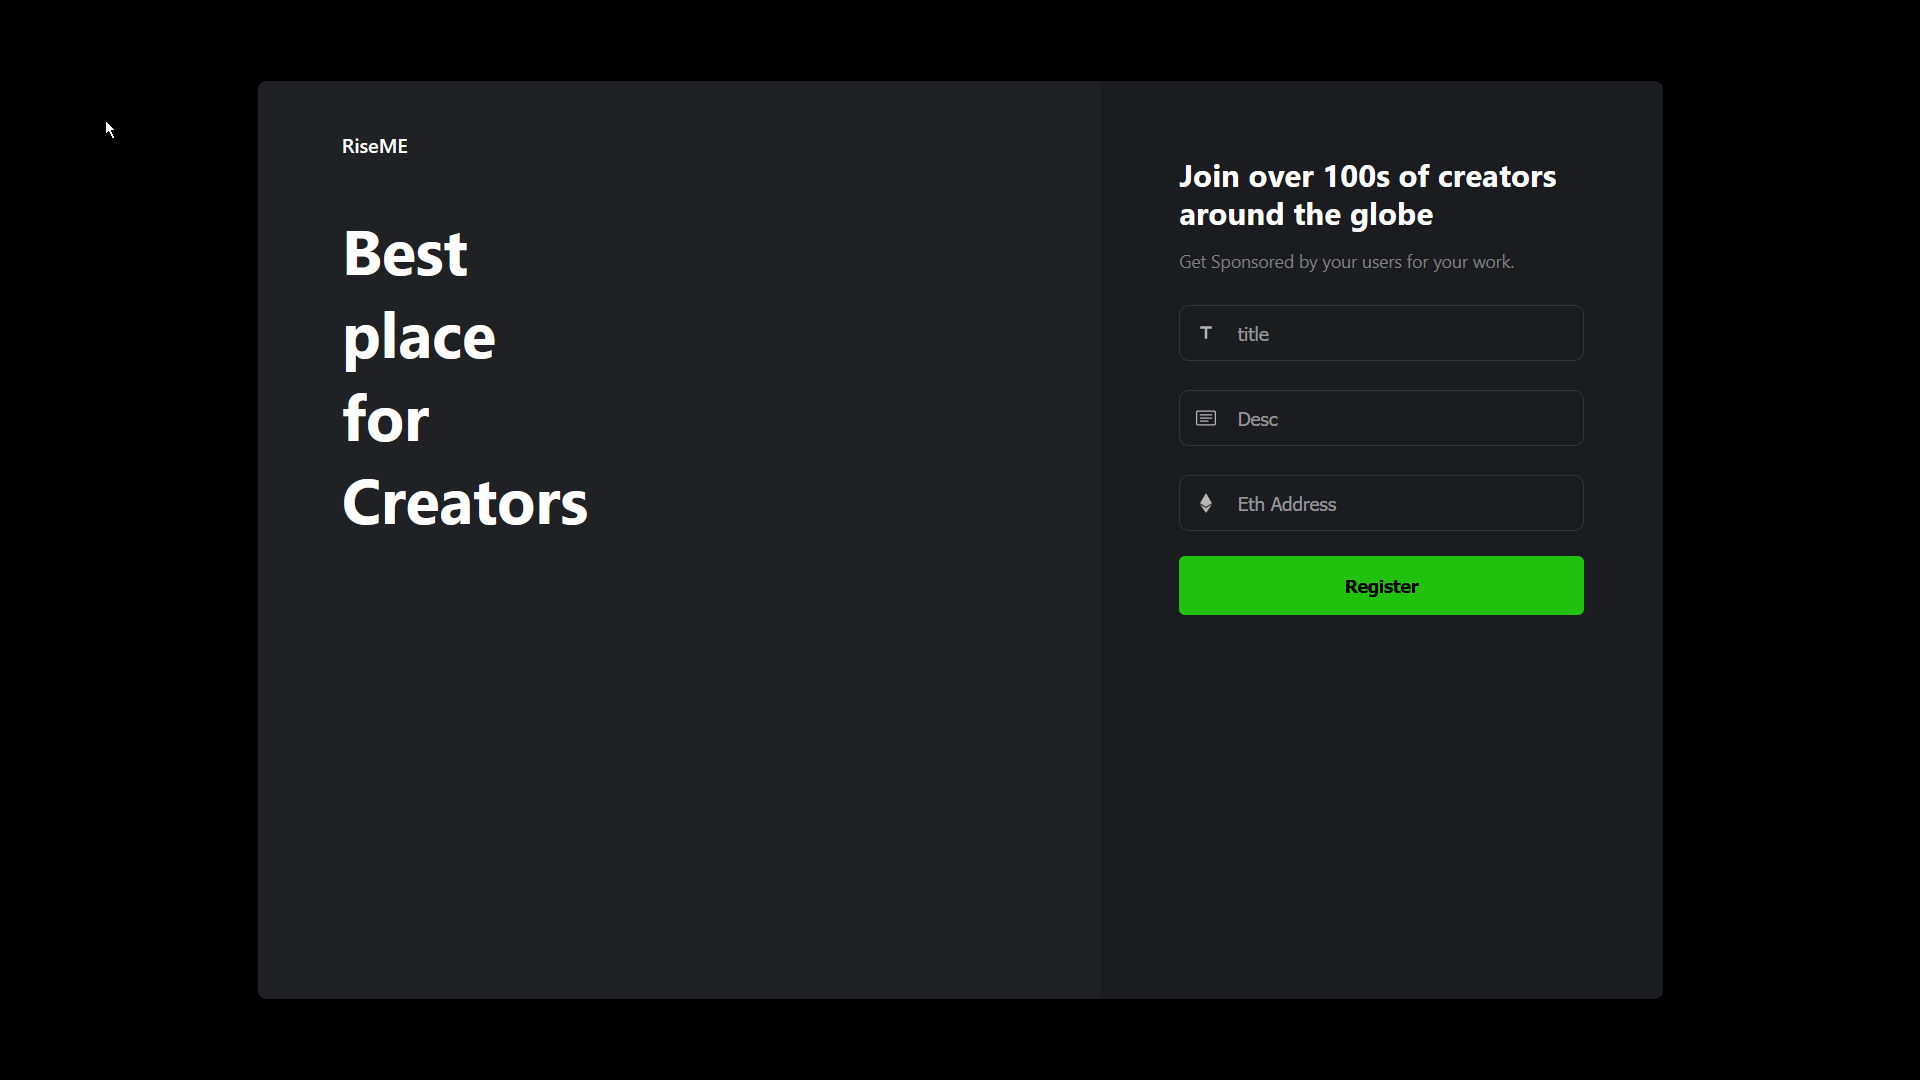 RiseME
Best
place
for
Creators
Join over 100s of creators
around the globe
Get Sponsored by your users for your work.
T title
Desc
Eth Address
Register